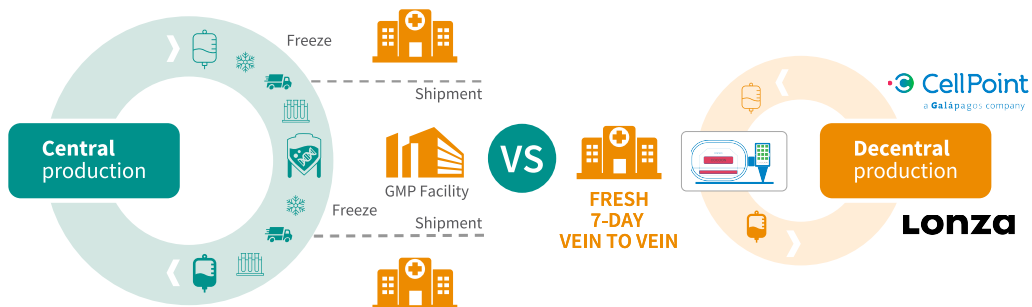 Freeze
Shipment
Central
production
GMP Facility
Freeze
Shipment
VS
FRESH
7-DAY
VEIN TO VEIN
CellPoint
a Galápagos company
Decentral
production
Lonza